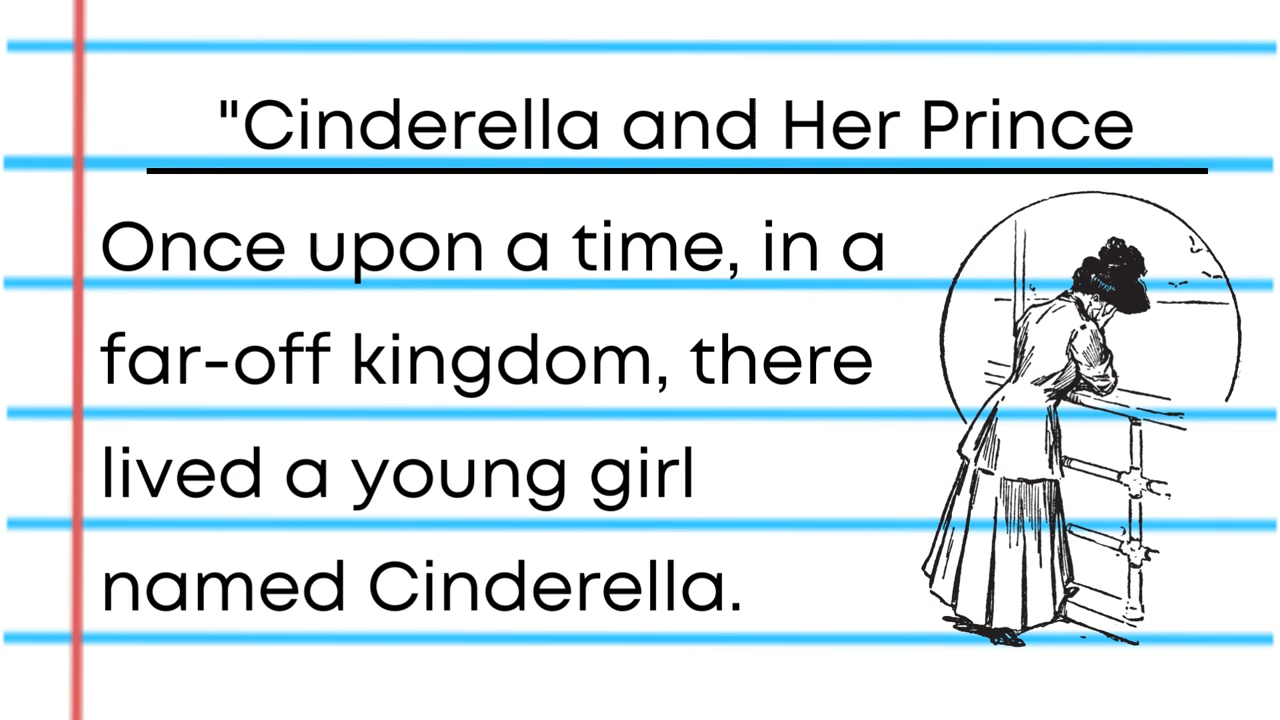 "Cinderella and Her Prince
Once upon a time, in a
far-off kingdom, there
lived a young girl
named Cinderella.